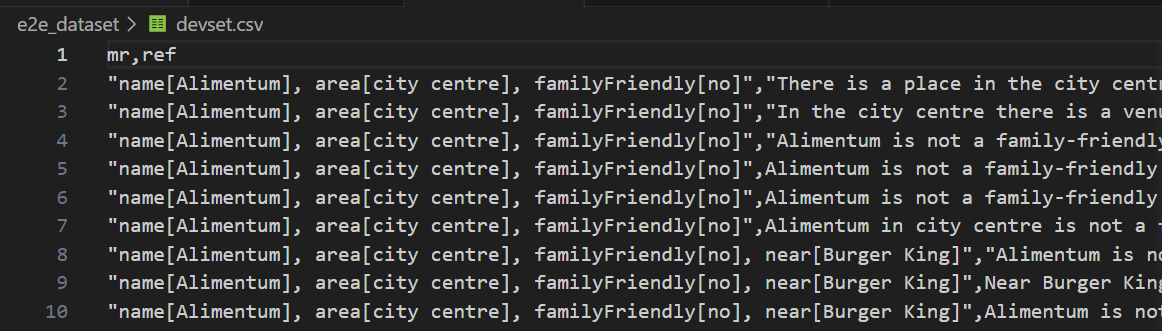 e2e_dataset > devset.csv
1 mr,ref
2 "name[Alimentum], area[city centre], familyFriendly[no]","There is a place in the city
3 "name[Alimentum], area[city centre], familyFriendly[no]","In the city centre there is a
4 "name[Alimentum], area[city centre], familyFriendly[no]","Alimentum is not a family-friendly
5 "name[Alimentum], area[city centre], familyFriendly[no]",Alimentum is not a family-friendly
6 "name[Alimentum], area[city centre], familyFriendly[no]",Alimentum is not a family-friendly
7 "name[Alimentum], area[city centre], familyFriendly[no]",Alimentum in city centre is not a
8 "name[Alimentum], area[city centre], familyFriendly[no], near[Burger King]","Alimentum is
9 "name[Alimentum], area[city centre], familyFriendly[no], near[Burger King]",Near Burger King
10 "name[Alimentum], area[city centre], familyFriendly[no], near[Burger King]",Alimentum is not